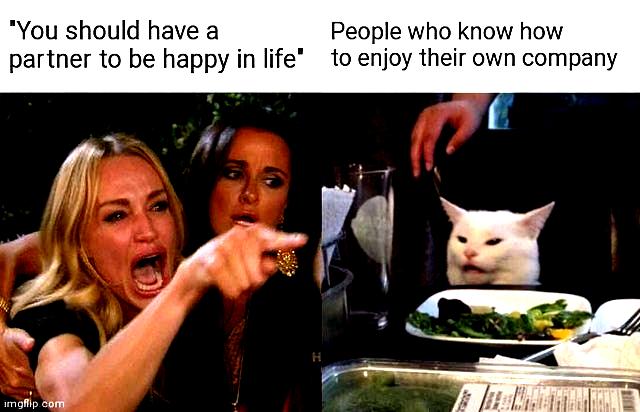 "You should have a
partner to be happy in life"
People who know how
to enjoy their own company
imgflip.com